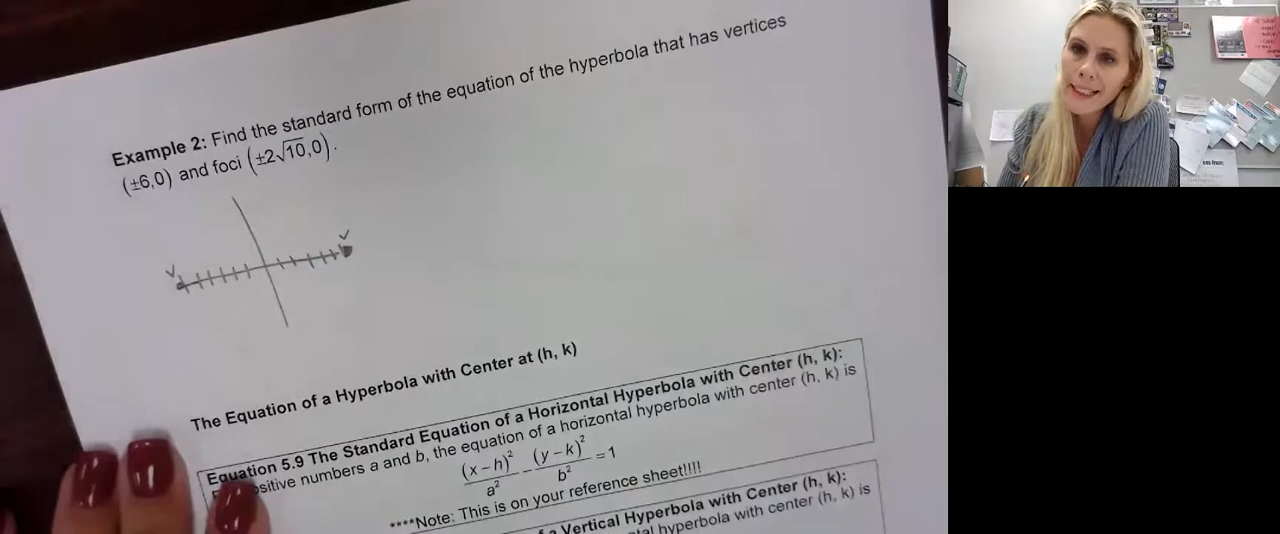 Example 2: Find the standard form of the equation of the hyperbola that has vertices
(±6,0) and foci (±2√10,0).
V V
The Equation of a Hyperbola with Center at (h, k)
Equation 5.9 The Standard Equation of a Horizontal Hyperbola with Center (h, k):
numbers a and b, the equation of a horizontal hyperbola with center (h, k) is
(x – h)²/a² – (y – k)²/b² = 1
****Note: This is on your reference sheet!!!!
a Vertical Hyperbola with Center (h, k):
hyperbola with center (h, k) is